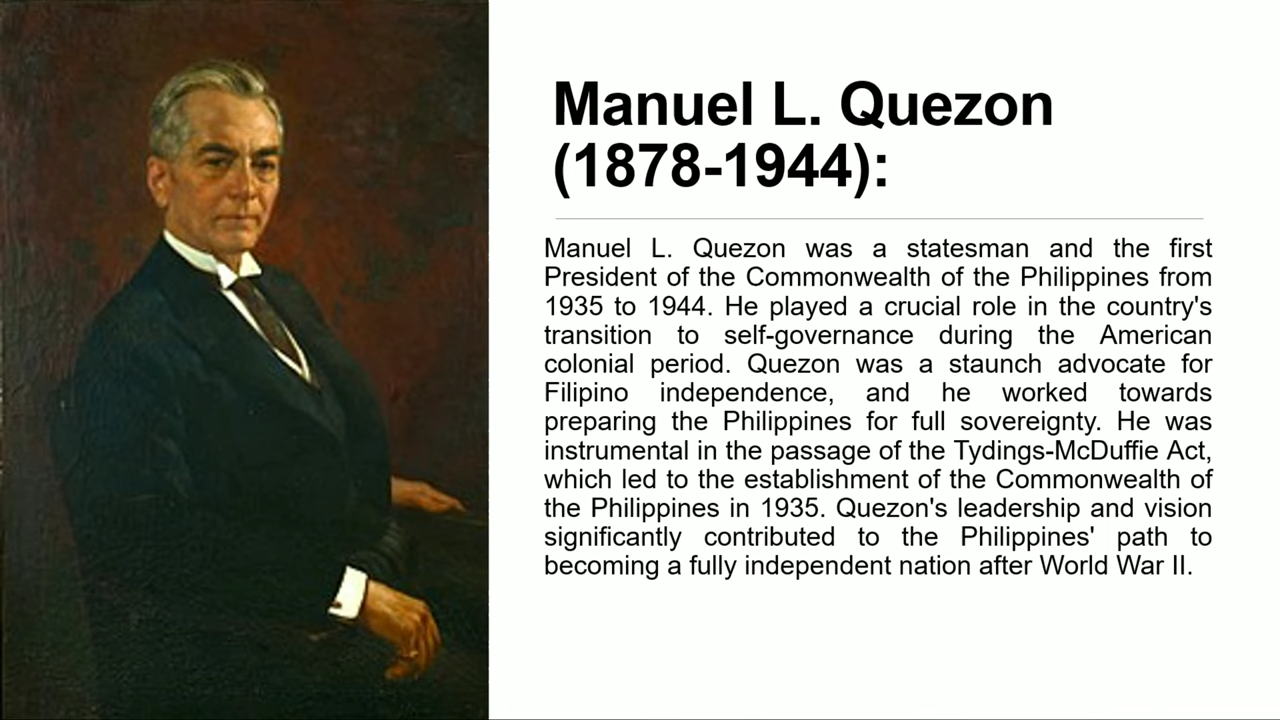 Manuel L. Quezon
(1878-1944):
Manuel L. Quezon was a statesman and the first
President of the Commonwealth of the Philippines from
1935 to 1944. He played a crucial role in the country's
transition to self-governance during the American
colonial period. Quezon was a staunch advocate for
Filipino independence, and he worked towards
preparing the Philippines for full sovereignty. He was
instrumental in the passage of the Tydings-McDuffie Act,
which led to the establishment of the Commonwealth of
the Philippines in 1935. Quezon's leadership and vision
significantly contributed to the Philippines' path to
becoming a fully independent nation after World War II.